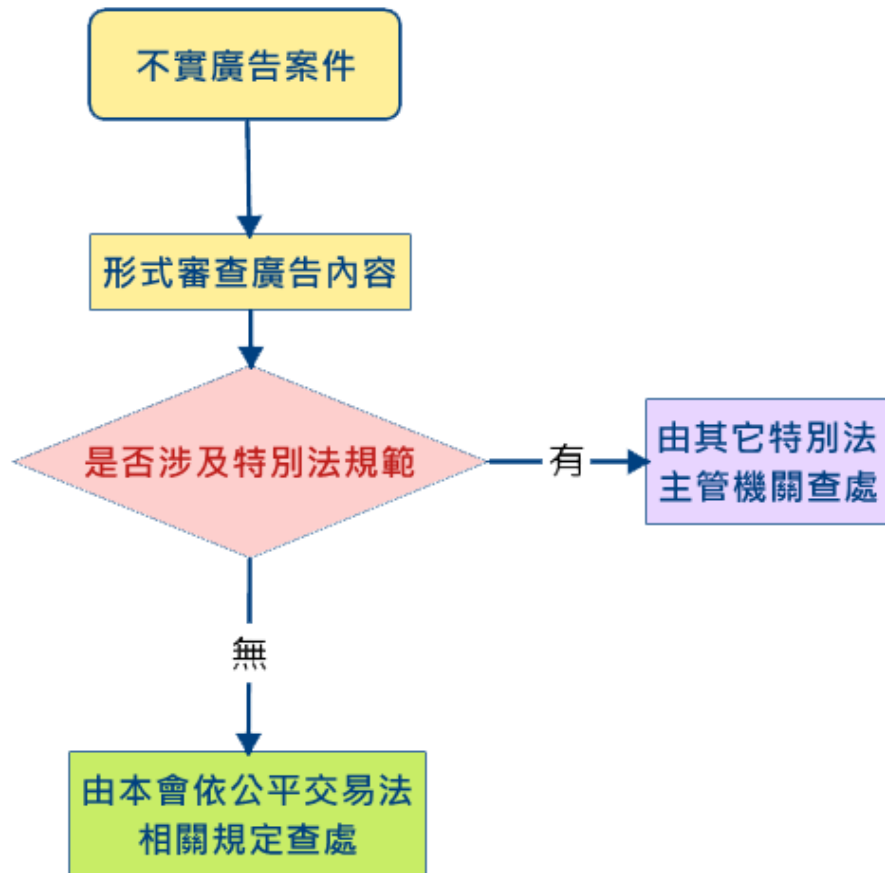 不實廣告案件
形式審查廣告內容
是否涉及特別法規範
有
由其它特別法
主管機關查處
無
由本會依公平交易法
相關規定查處